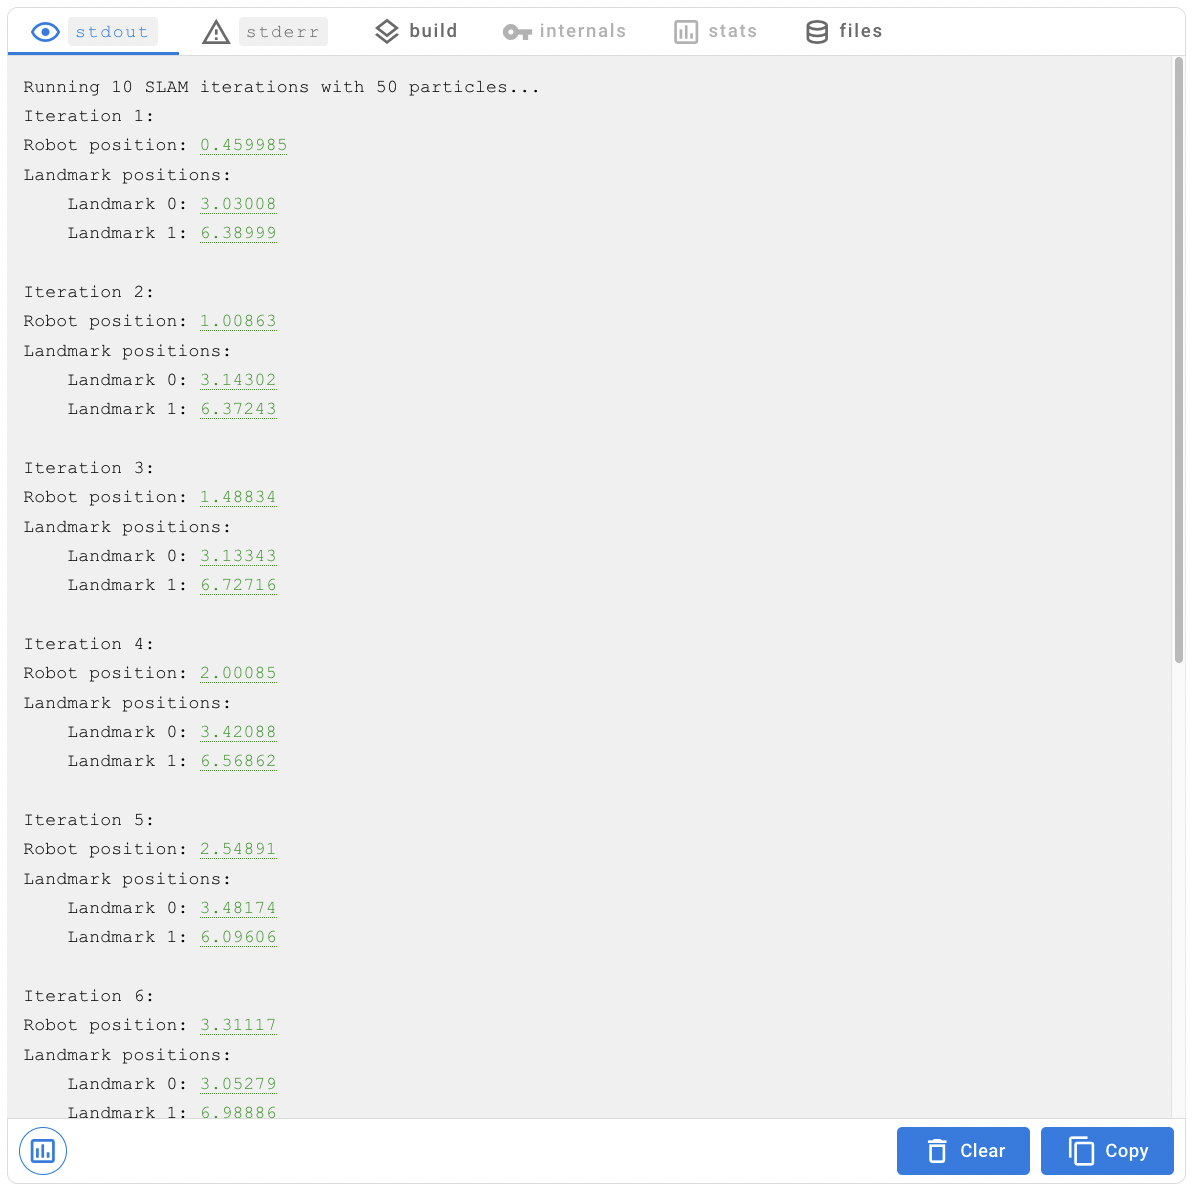 stdout stderr build internals stats files
Running 10 SLAM iterations with 50 particles...
Iteration 1:
Robot position: 0.459985
Landmark positions:
    Landmark 0: 3.03008
    Landmark 1: 6.38999

Iteration 2:
Robot position: 1.00863
Landmark positions:
    Landmark 0: 3.14302
    Landmark 1: 6.37243

Iteration 3:
Robot position: 1.48834
Landmark positions:
    Landmark 0: 3.13343
    Landmark 1: 6.72716

Iteration 4:
Robot position: 2.00085
Landmark positions:
    Landmark 0: 3.42088
    Landmark 1: 6.56862

Iteration 5:
Robot position: 2.54891
Landmark positions:
    Landmark 0: 3.48174
    Landmark 1: 6.09606

Iteration 6:
Robot position: 3.31117
Landmark positions:
    Landmark 0: 3.05279
    Landmark 1: 6.98886
Clear Copy